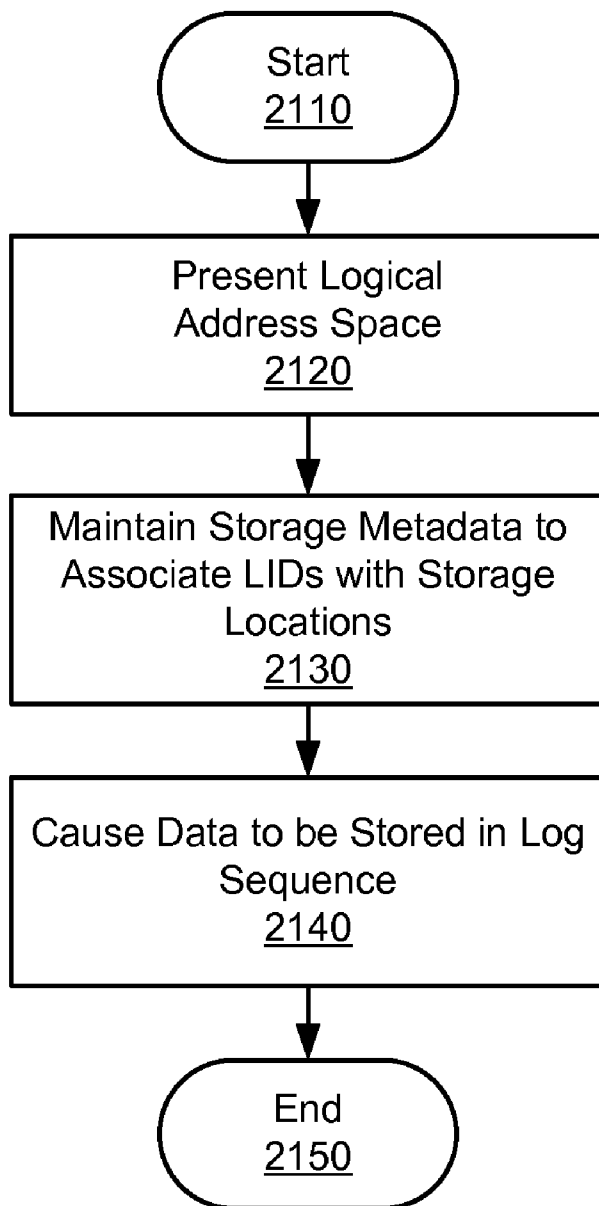 Start
2110
Present Logical
Address Space
2120
Maintain Storage Metadata to
Associate LIDs with Storage
Locations
2130
Cause Data to be Stored in Log
Sequence
2140
End
2150